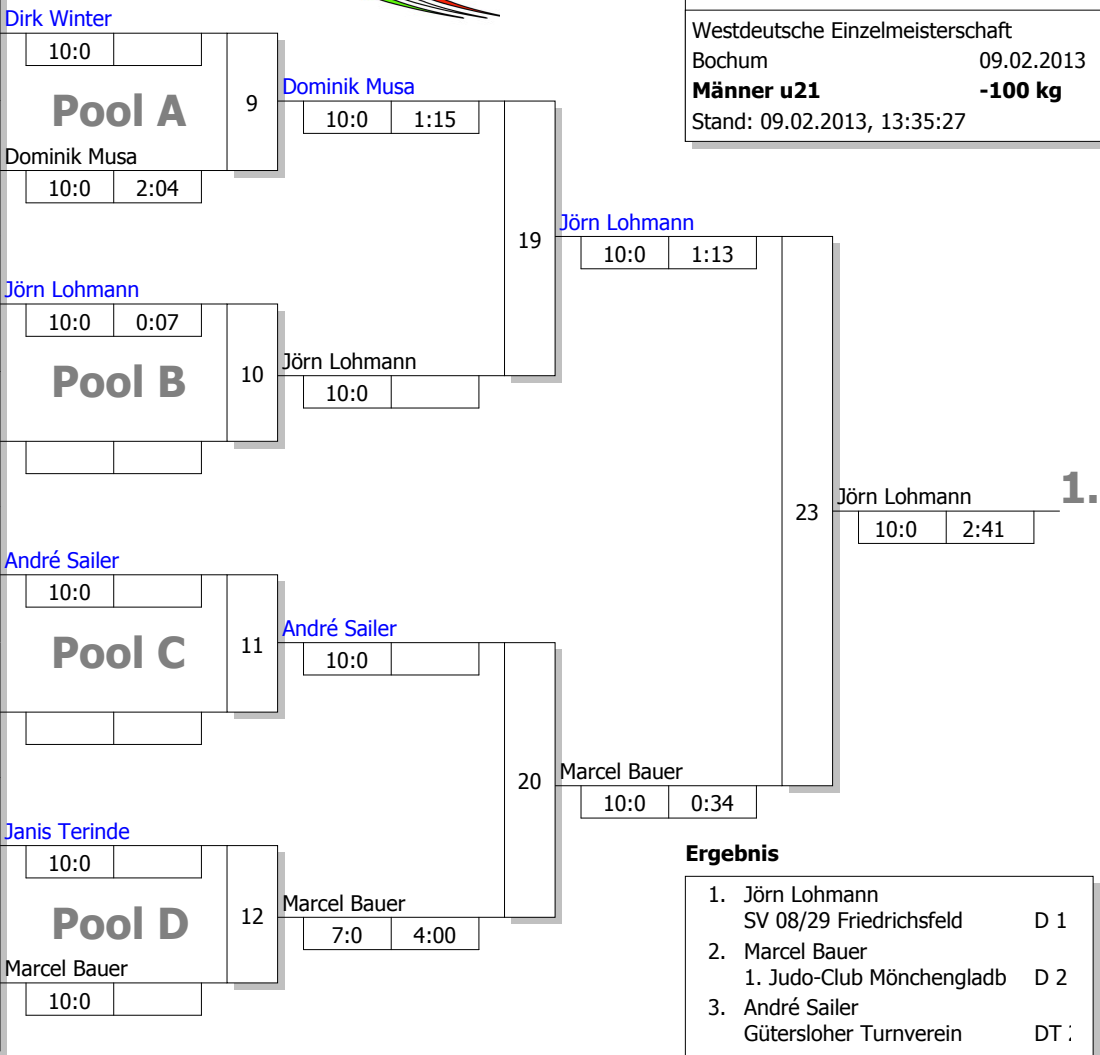 Westdeutsche Einzelmeisterschaft
Bochum 09.02.2013
Männer u21 -100 kg
Stand: 09.02.2013, 13:35:27
Dirk Winter
10:0
Pool A
9
Dominik Musa
10:0 2:04
Dominik Musa
10:0 1:15
19
Jörn Lohmann
10:0 0:07
Pool B
10
Jörn Lohmann
10:0
Jörn Lohmann
10:0 1:13
23
Jörn Lohmann
10:0 2:41
1.
André Sailer
10:0
Pool C
11
André Sailer
10:0
20
Marcel Bauer
10:0 0:34
Janis Terinde
10:0
Pool D
12
Marcel Bauer
10:0
Marcel Bauer
7:0 4:00
Ergebnis
1. Jörn Lohmann
SV 08/29 Friedrichsfeld D 1
2. Marcel Bauer
1. Judo-Club Mönchengladb D 2
3. André Sailer
Gütersloher Turnverein DT